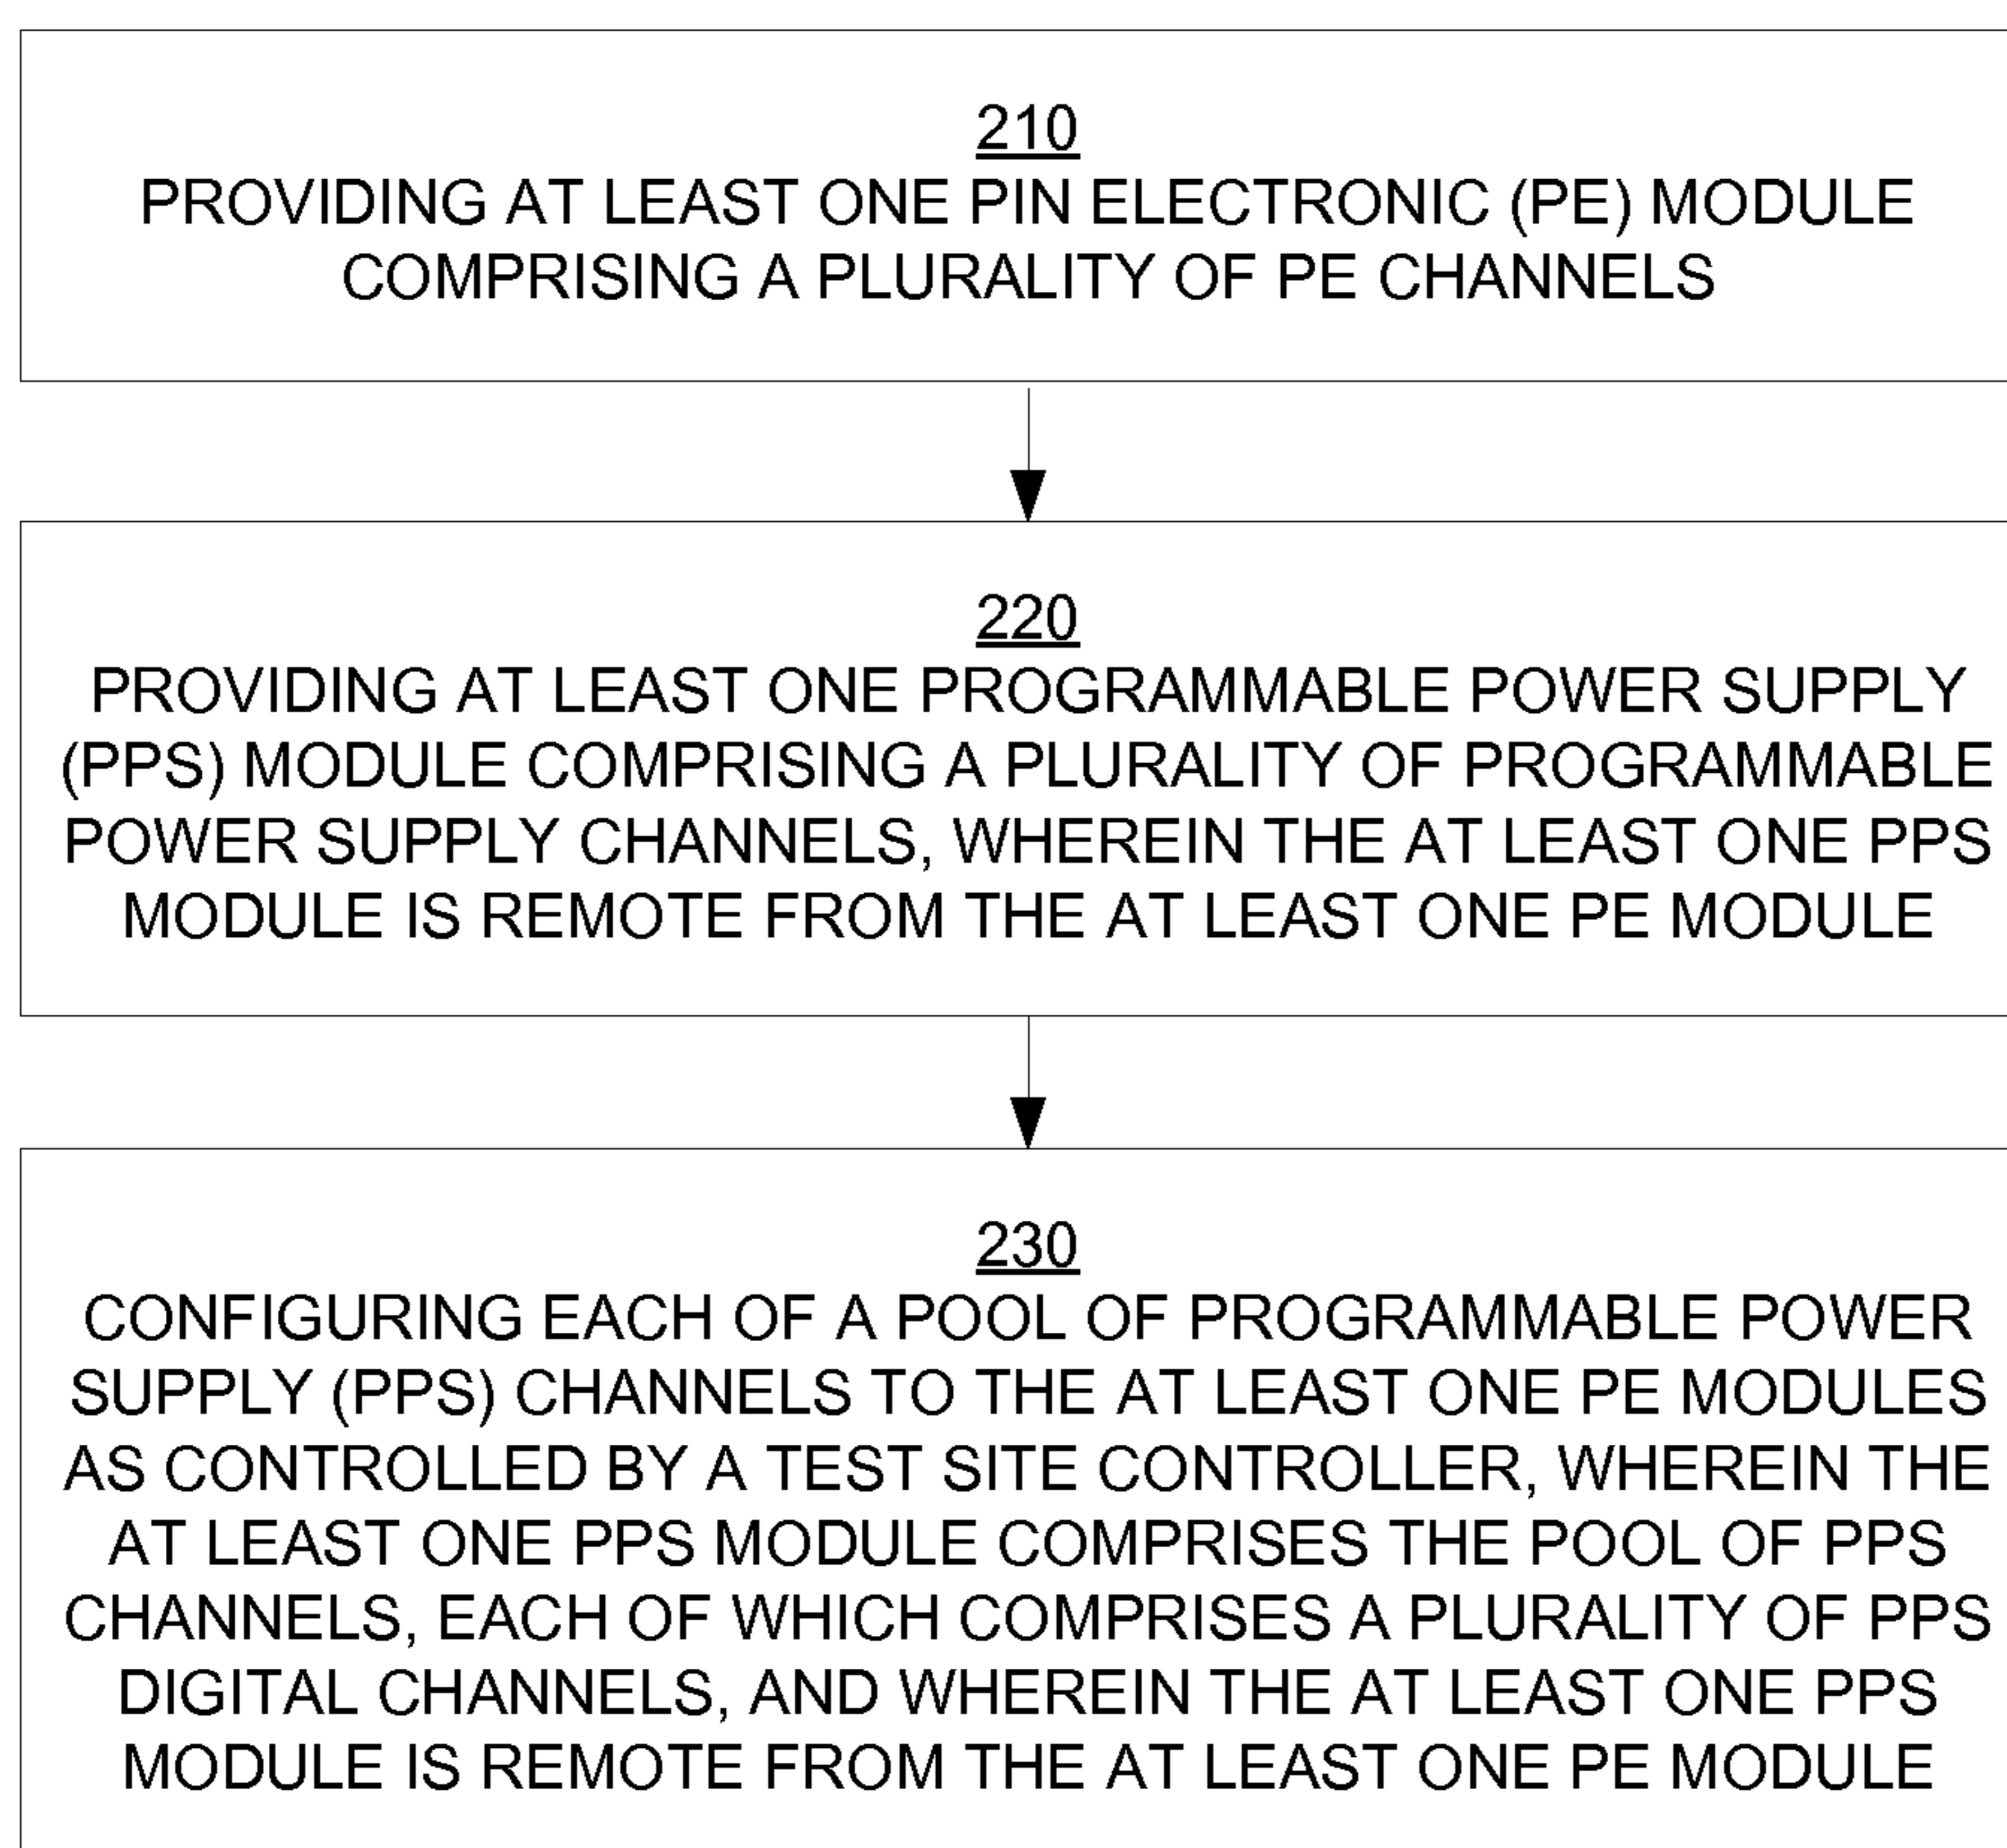 210
PROVIDING AT LEAST ONE PIN ELECTRONIC (PE) MODULE
COMPRISING A PLURALITY OF PE CHANNELS
220
PROVIDING AT LEAST ONE PROGRAMMABLE POWER SUPPLY
(PPS) MODULE COMPRISING A PLURALITY OF PROGRAMMABLE
POWER SUPPLY CHANNELS, WHEREIN THE AT LEAST ONE PPS
MODULE IS REMOTE FROM THE AT LEAST ONE PE MODULE
230
CONFIGURING EACH OF A POOL OF PROGRAMMABLE POWER
SUPPLY (PPS) CHANNELS TO THE AT LEAST ONE PE MODULES
AS CONTROLLED BY A TEST SITE CONTROLLER, WHEREIN THE
AT LEAST ONE PPS MODULE COMPRISES THE POOL OF PPS
CHANNELS, EACH OF WHICH COMPRISES A PLURALITY OF PPS
DIGITAL CHANNELS, AND WHEREIN THE AT LEAST ONE PPS
MODULE IS REMOTE FROM THE AT LEAST ONE PE MODULE